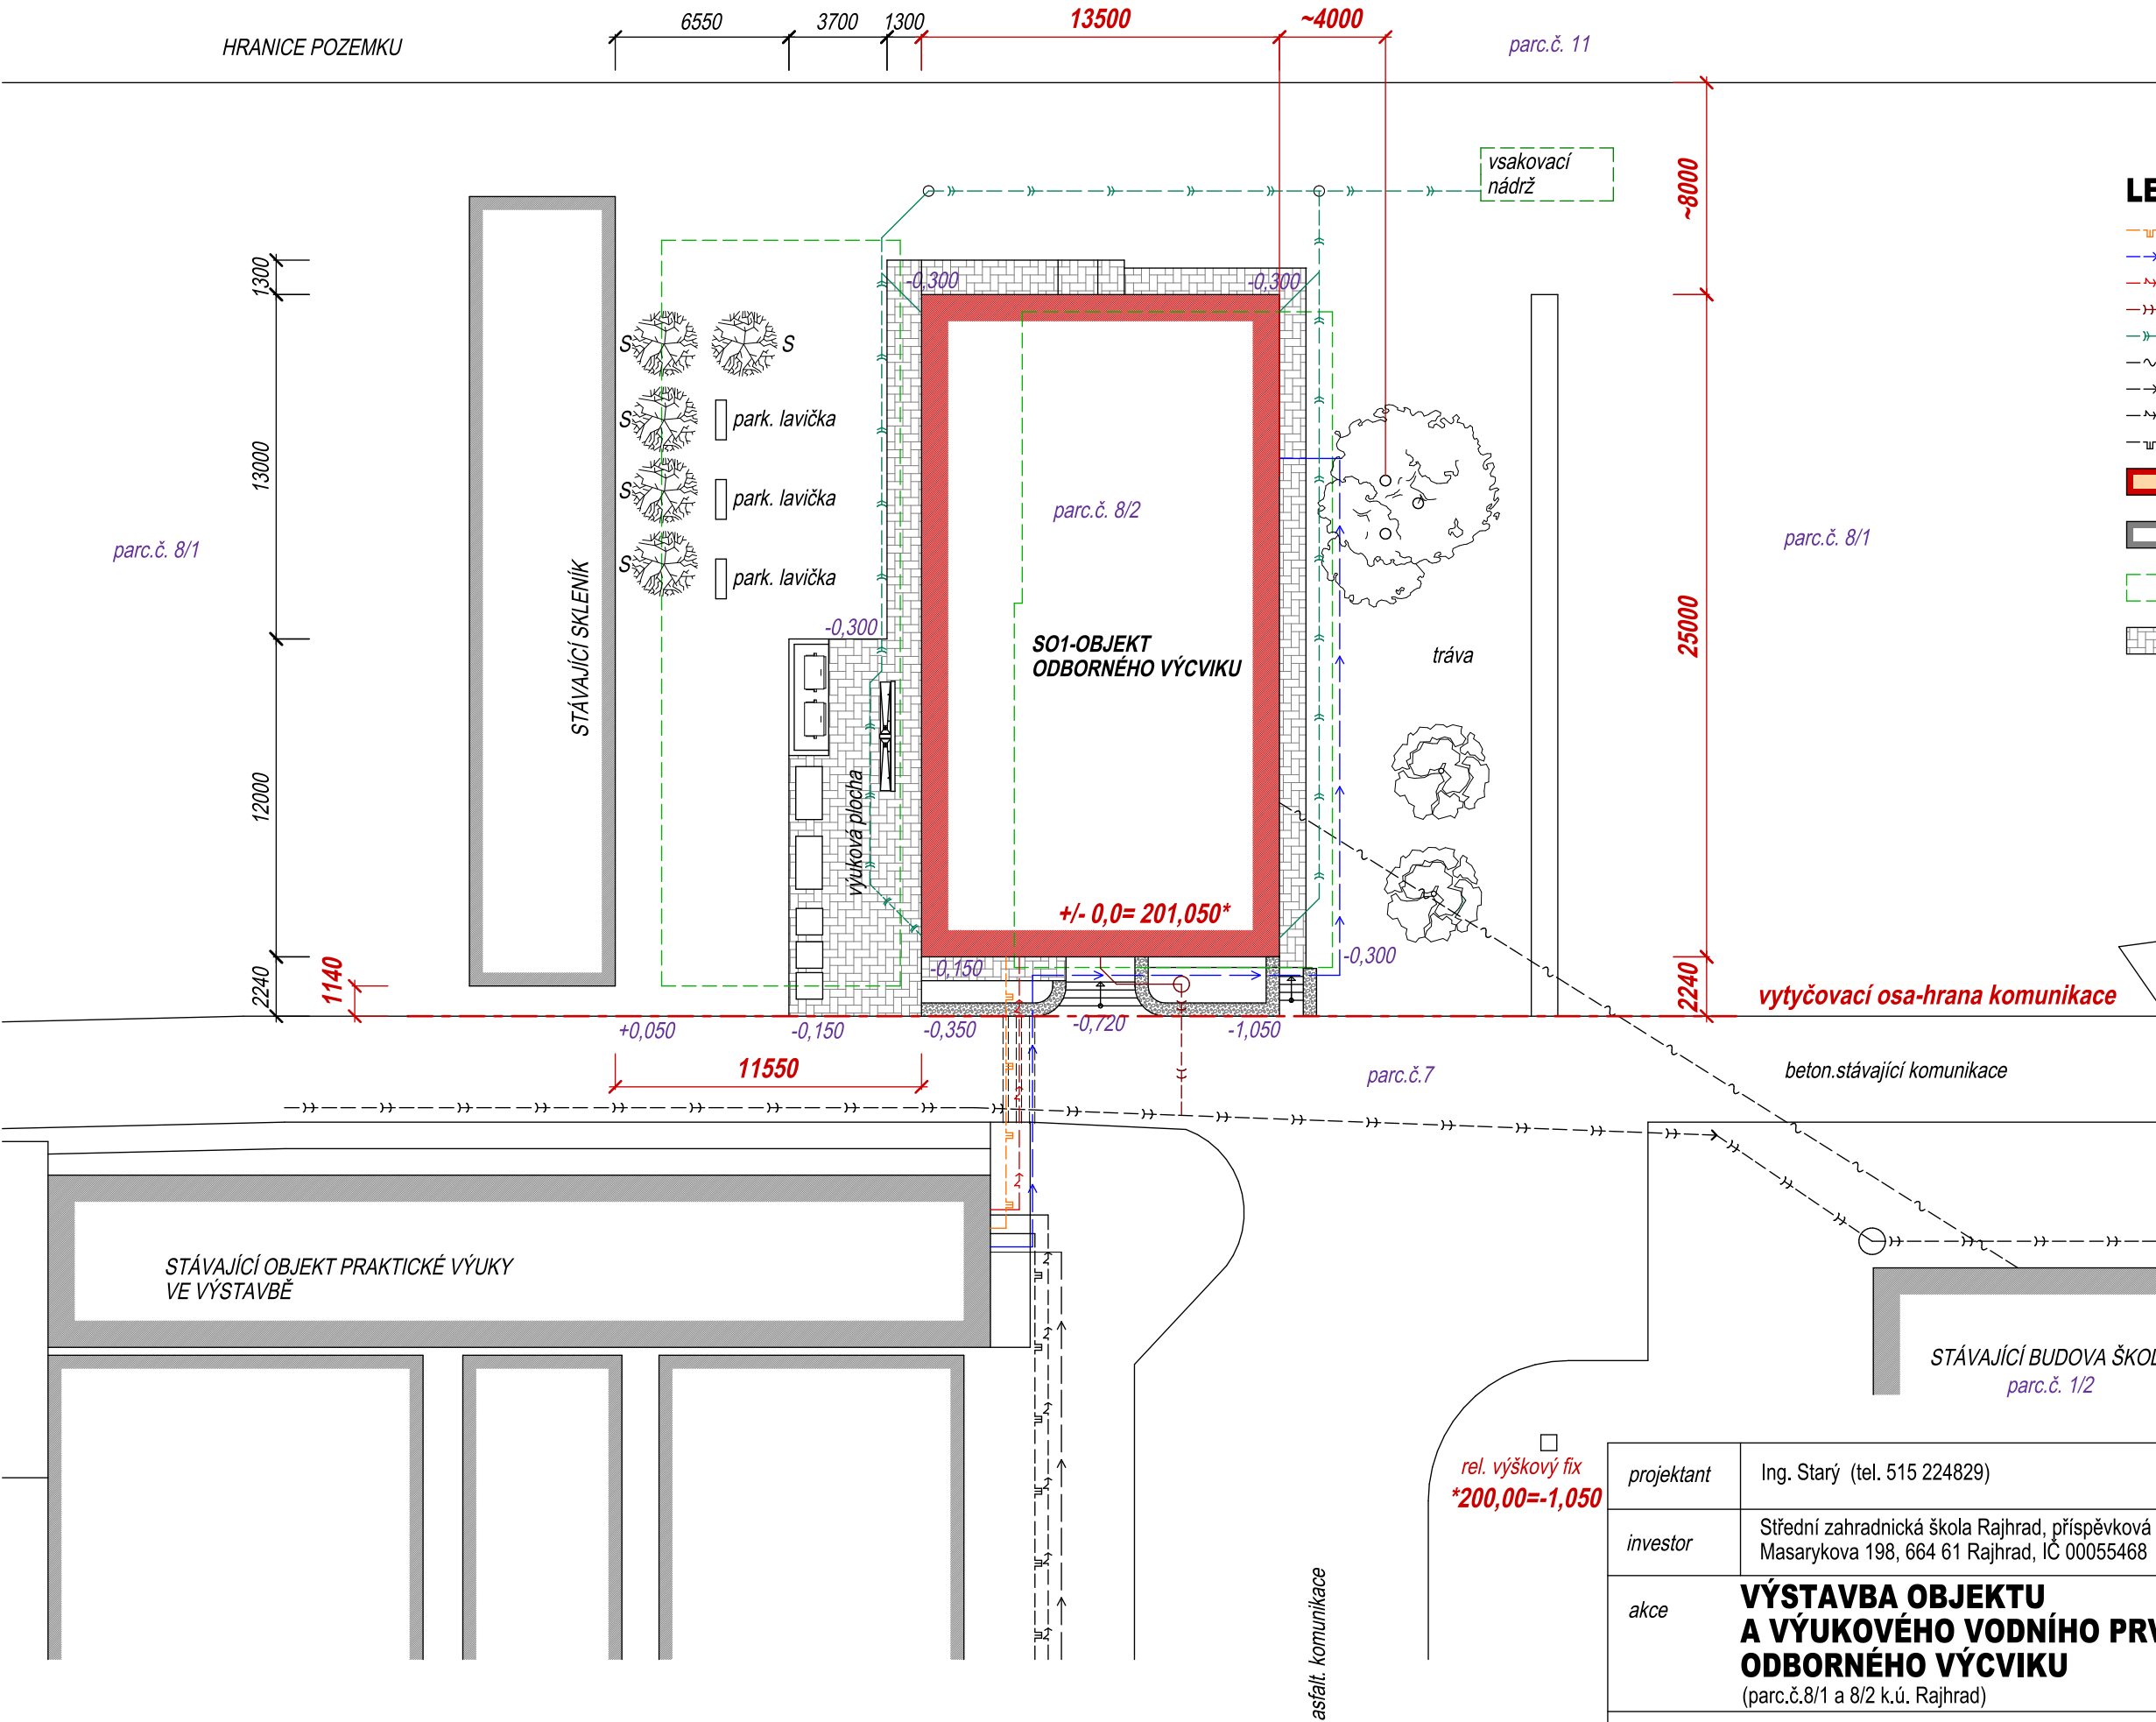 6550
3700
1300
13500
~4000
HRANICE POZEMKU
parc.č. 11
vsakovací
nádrž
~8000
LE
1300
-0,300
-0,300
S
S
13000
S
park. lavička
S
park. lavička
S
park. lavička
parc.č. 8/1
STÁVAJÍCÍ SKLENÍK
parc.č. 8/2
parc.č. 8/1
25000
-0,300
SO1-OBJEKT
ODBORNÉHO VÝCVIKU
tráva
12000
výuková plocha
+/- 0,0= 201,050*
2240
1140
-0,150
-0,300
2240
vytyčovací osa-hrana komunikace
+0,050
-0,150
-0,350
-0,720
-1,050
11550
parc.č.7
beton.stávající komunikace
STÁVAJÍCÍ OBJEKT PRAKTICKÉ VÝUKY
VE VÝSTAVBĚ
STÁVAJÍCÍ BUDOVA ŠKOL
parc.č. 1/2
rel. výškový fix
*200,00=-1,050
asfalt. komunikace
projektant
Ing. Starý (tel. 515 224829)
investor
Střední zahradnická škola Rajhrad, příspěvková
Masarykova 198, 664 61 Rajhrad, IČ 00055468
akce
VÝSTAVBA OBJEKTU
A VÝUKOVÉHO VODNÍHO PRV
ODBORNÉHO VÝCVIKU
(parc.č.8/1 a 8/2 k.ú. Rajhrad)